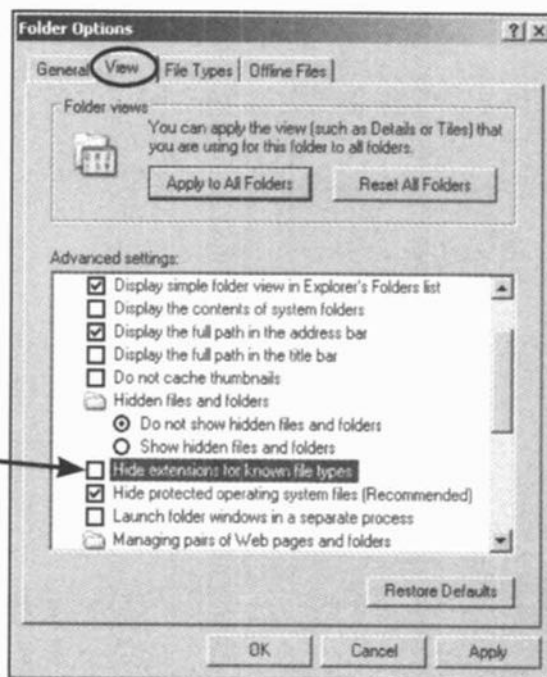 Folder Options
General View File Types Offline Files
Folder views
You can apply the view (such as Details or Tiles) that
you are using for this folder to all folders.
Apply to All Folders Reset All Folders
Advanced settings:
Display simple folder view in Explorer's Folders list
Display the contents of system folders
Display the full path in the address bar
Display the full path in the title bar
Do not cache thumbnails
Hidden files and folders
Do not show hidden files and folders
Show hidden files and folders
Hide extensions for known file types
Hide protected operating system files (Recommended)
Launch folder windows in a separate process
Managing pairs of Web pages and folders
Restore Defaults
OK Cancel Apply